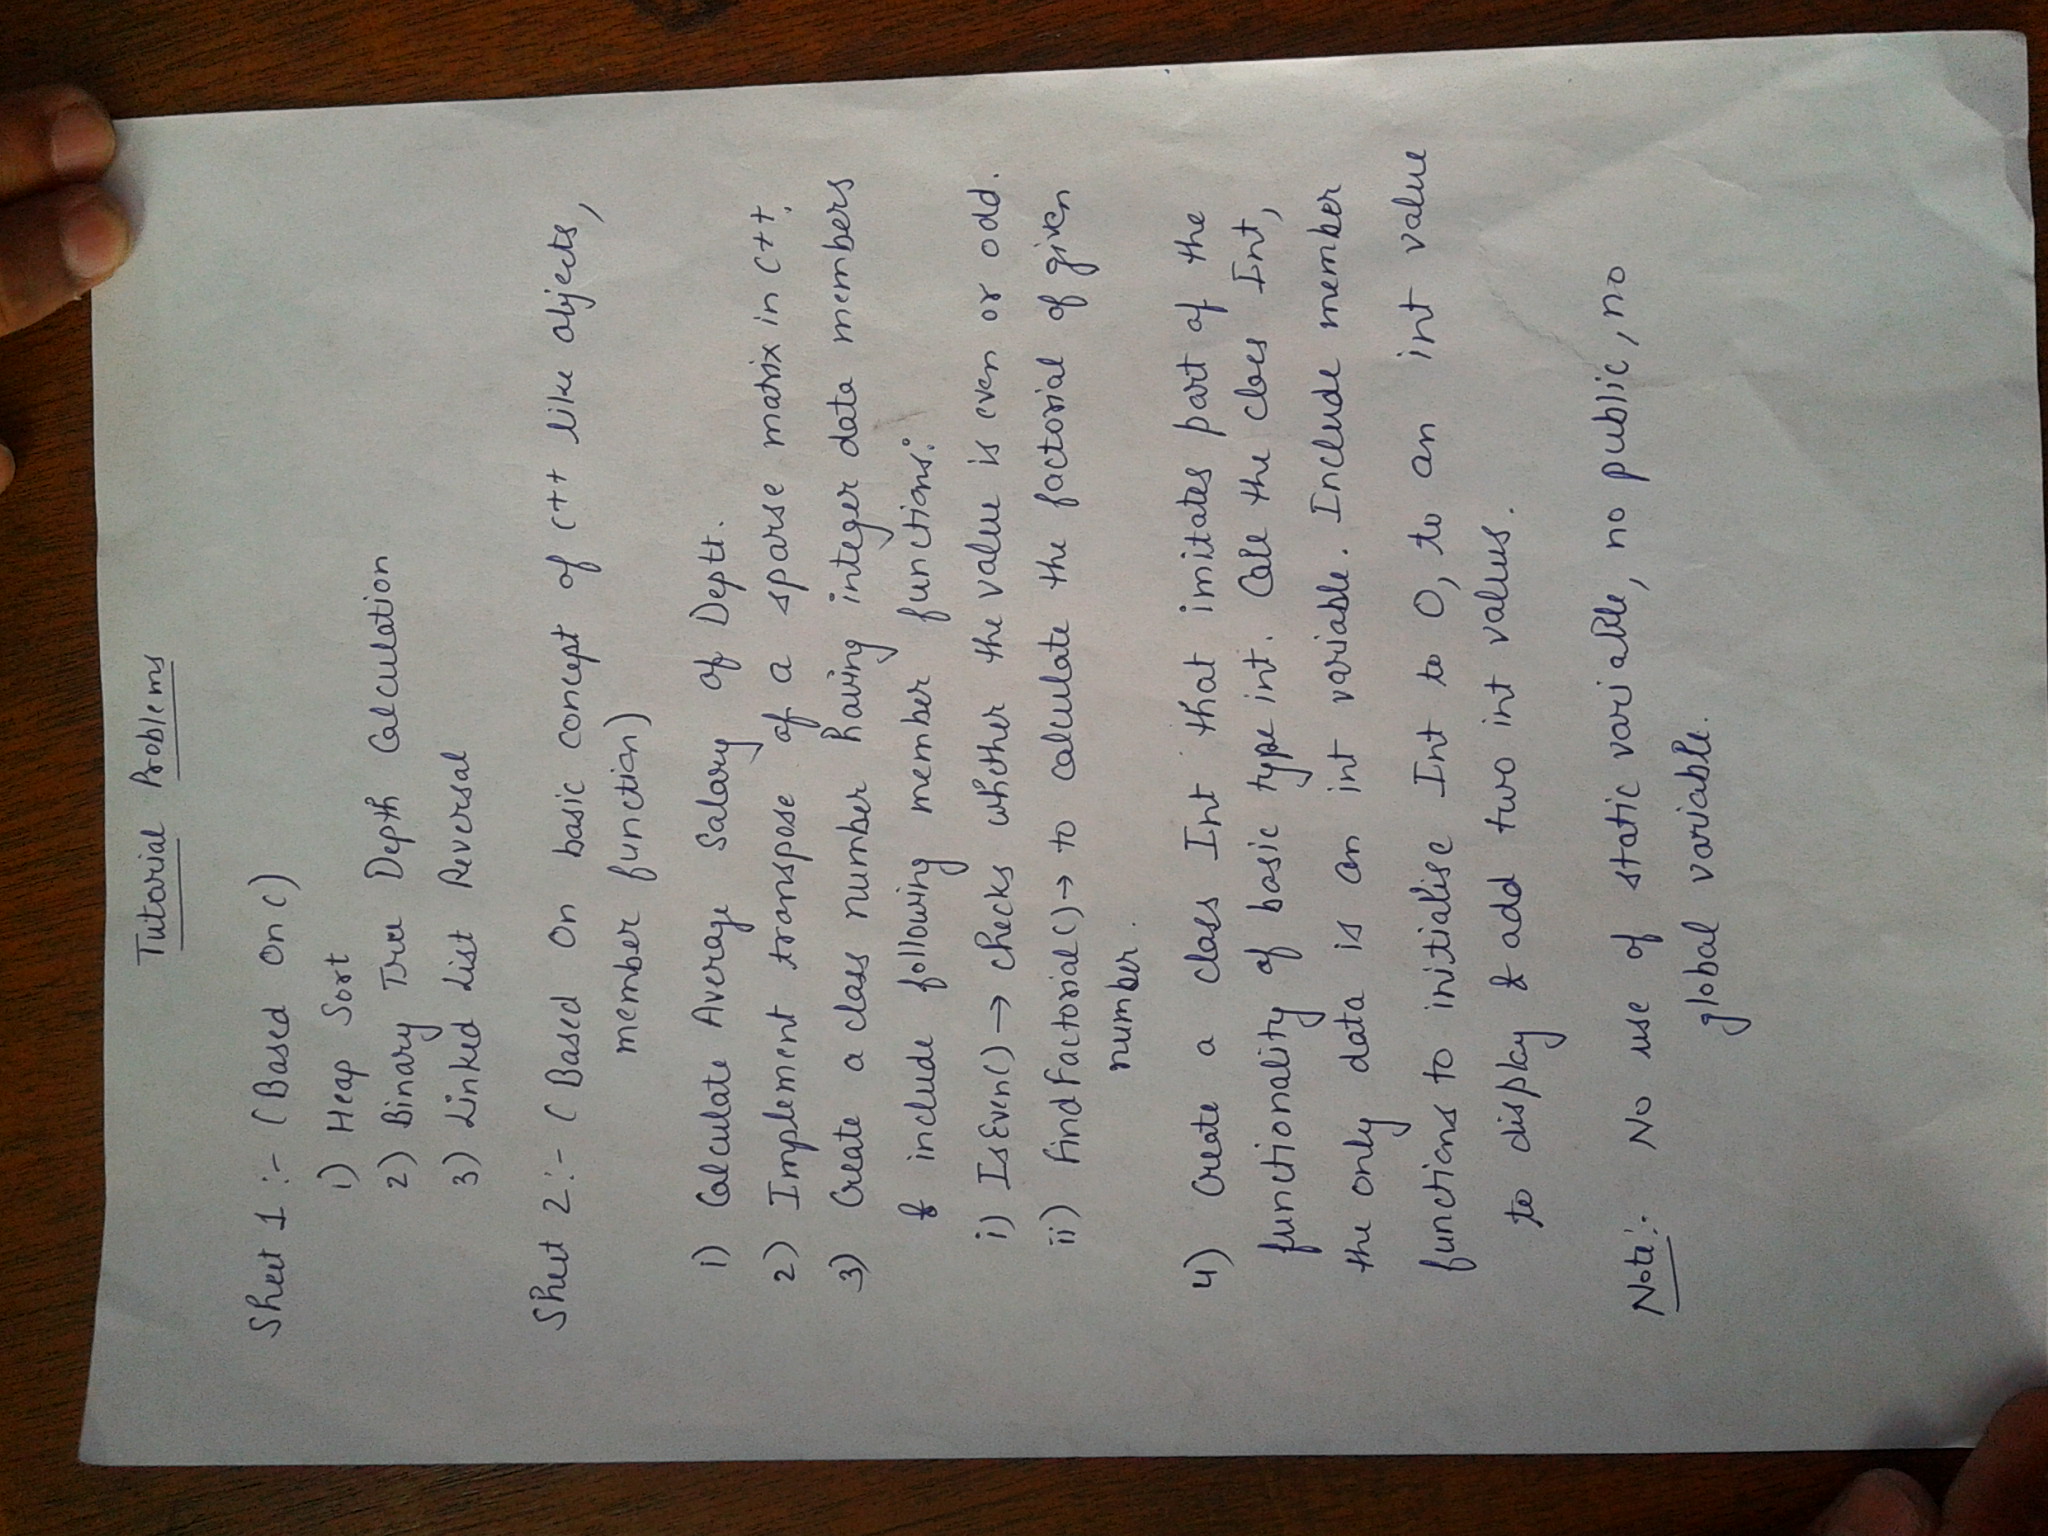 Tutorial Problems
Sheet 1 :- (Based On C)
1) Heap Sort
2) Binary Tree Depth Calculation
3) Linked List Reversal
Sheet 2:- (Based On basic concept of C++ like objects,
member function)
1) Calculate Average Salary of Deptt.
2) Implement transpose of a sparse matrix in C++.
3) Create a class number having integer data members
& include following member functions:
i) IsEven() → checks whether the value is even or odd.
ii) FindFactorial() → to calculate the factorial of given
number.
4) Create a class Int that imitates part of the
functionality of basic type int. Call the class Int,
the only data is an int variable. Include member
functions to initialise Int to 0, to an int value
to display & add two int values.
Note:- No use of static variable, no public, no
global variable.